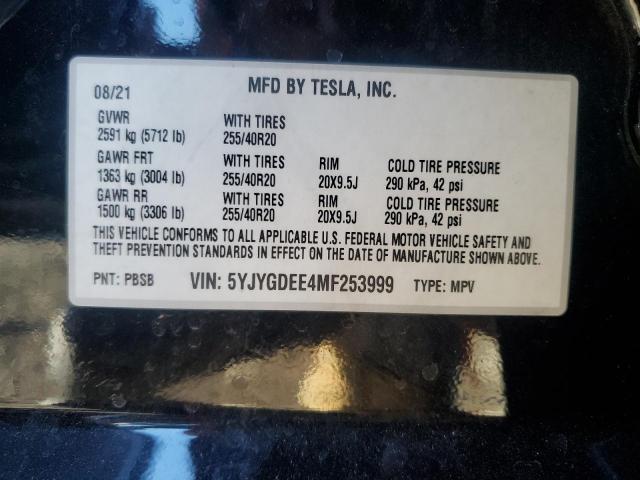 08/21 MFD BY TESLA, INC.
GVWR WITH TIRES
2591 kg (5712 lb) 255/40R20
GAWR FRT WITH TIRES RIM COLD TIRE PRESSURE
1363 kg (3004 lb) 255/40R20 20X9.5J 290 kPa, 42 psi
GAWR RR WITH TIRES RIM COLD TIRE PRESSURE
1500 kg (3306 lb) 255/40R20 20X9.5J 290 kPa, 42 psi
THIS VEHICLE CONFORMS TO ALL APPLICABLE U.S. FEDERAL MOTOR VEHICLE SAFETY AND
THEFT PREVENTION STANDARDS IN EFFECT ON THE DATE OF MANUFACTURE SHOWN ABOVE.
PNT: PBSB VIN: 5YJYGDEE4MF253999 TYPE: MPV